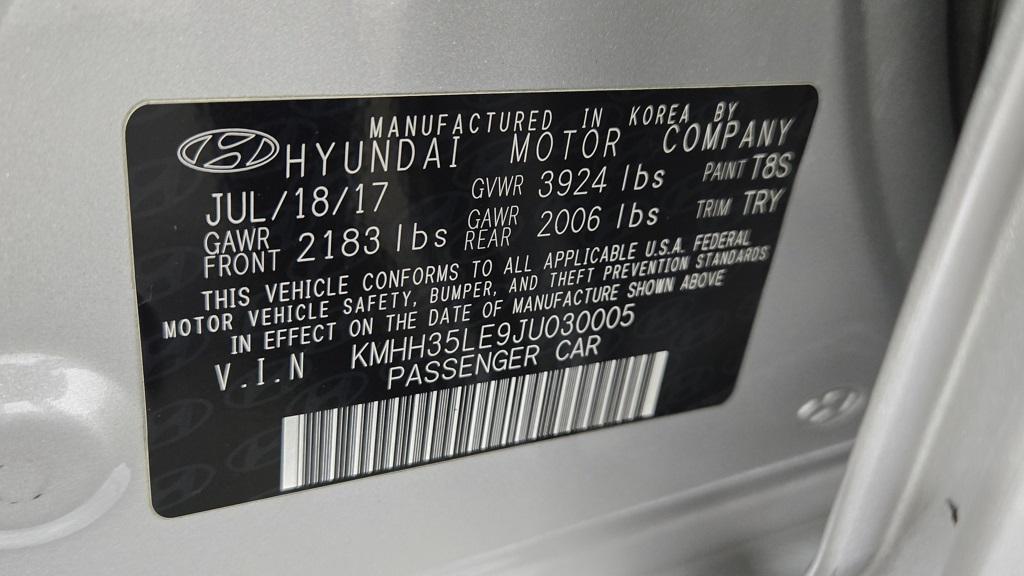 MANUFACTURED IN KOREA BY
HYUNDAI MOTOR COMPANY
JUL/18/17 GVWR 3924 lbs PAINT T8S
GAWR FRONT 2183 lbs GAWR REAR 2006 lbs TRIM TRY
THIS VEHICLE CONFORMS TO ALL APPLICABLE U.S.A. FEDERAL
MOTOR VEHICLE SAFETY, BUMPER, AND THEFT PREVENTION STANDARDS
IN EFFECT ON THE DATE OF MANUFACTURE SHOWN ABOVE
V.I.N KMHH35LE9JU030005
PASSENGER CAR